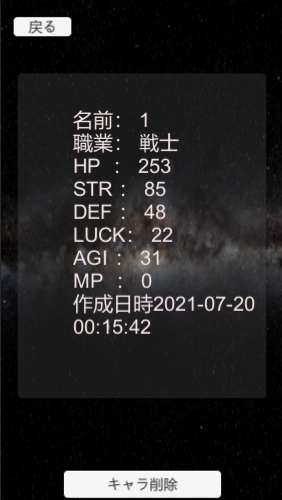 戻る
名前： 1
職業： 戦士
HP ： 253
STR ： 85
DEF ： 48
LUCK： 22
AGI ： 31
MP ： 0
作成日時2021-07-20
00:15:42
キャラ削除